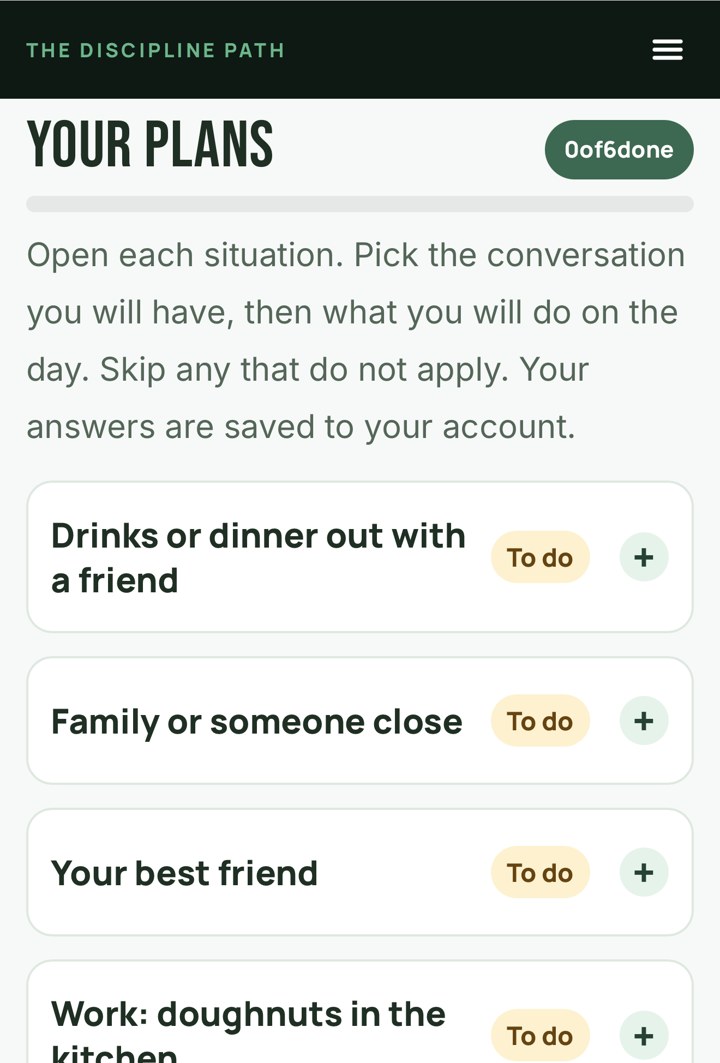 THE DISCIPLINE PATH
YOUR PLANS
0of6done
Open each situation. Pick the conversation
you will have, then what you will do on the
day. Skip any that do not apply. Your
answers are saved to your account.
Drinks or dinner out with
a friend
To do
+
Family or someone close
To do
+
Your best friend
To do
+
Work: doughnuts in the
kitchen
To do
+